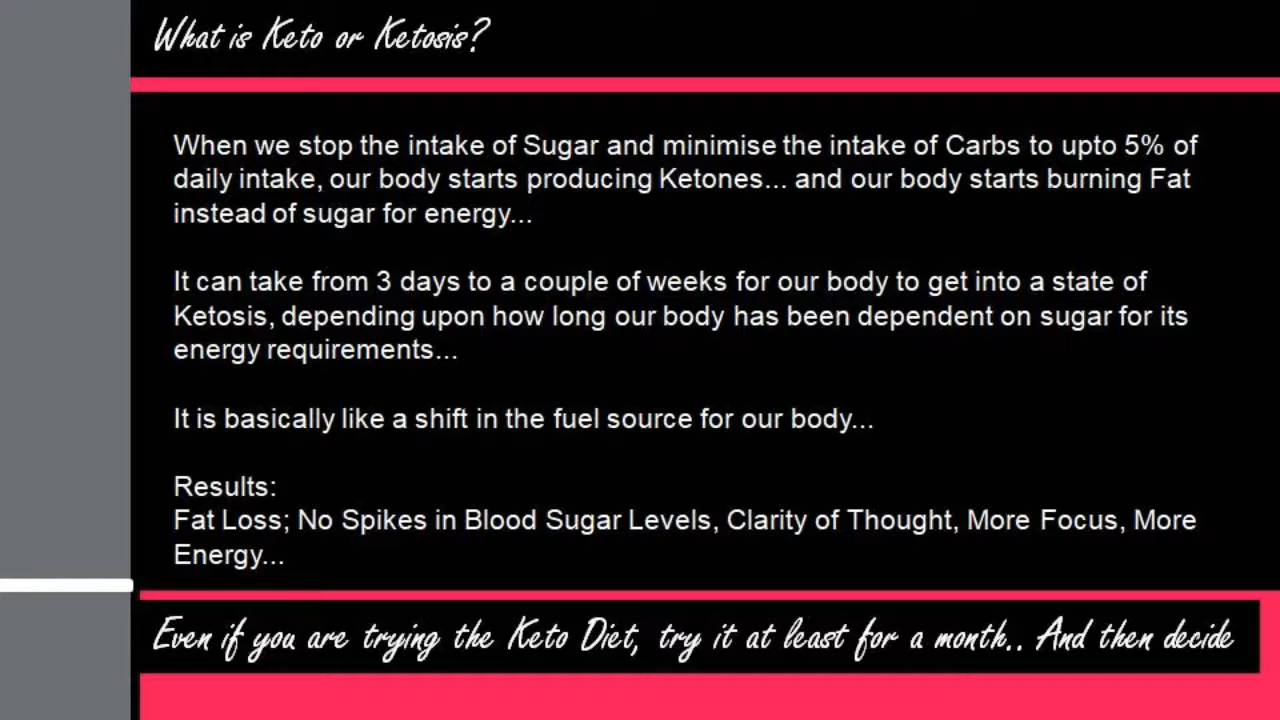 What is Keto or Ketosis?
When we stop the intake of Sugar and minimise the intake of Carbs to upto 5% of
daily intake, our body starts producing Ketones... and our body starts burning Fat
instead of sugar for energy...
It can take from 3 days to a couple of weeks for our body to get into a state of
Ketosis, depending upon how long our body has been dependent on sugar for its
energy requirements...
It is basically like a shift in the fuel source for our body...
Results:
Fat Loss; No Spikes in Blood Sugar Levels, Clarity of Thought, More Focus, More
Energy...
Even if you are trying the Keto Diet, try it at least for a month.. And then decide